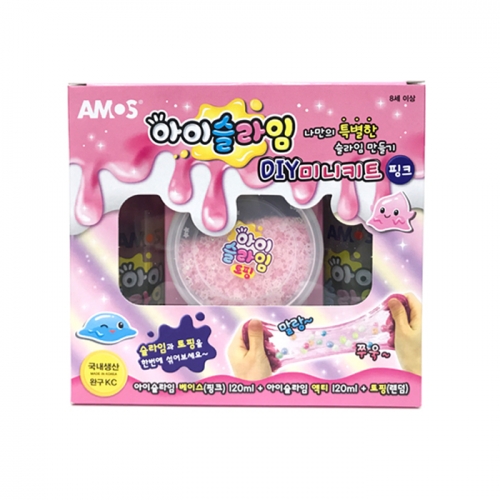 AMOS
8세 이상
아이슬라임
나만의 특별한
슬라임 만들기
DIY미니키트 핑크
아이
슬라임
토핑
아이
아이
말랑~
쭈욱~
슬라임과 토핑을
한번에 섞어보세요~
국내생산
MADE IN KOREA
완구 KC
아이슬라임 베이스(핑크) 120ml + 아이슬라임 액티 120ml + 토핑(랜덤)